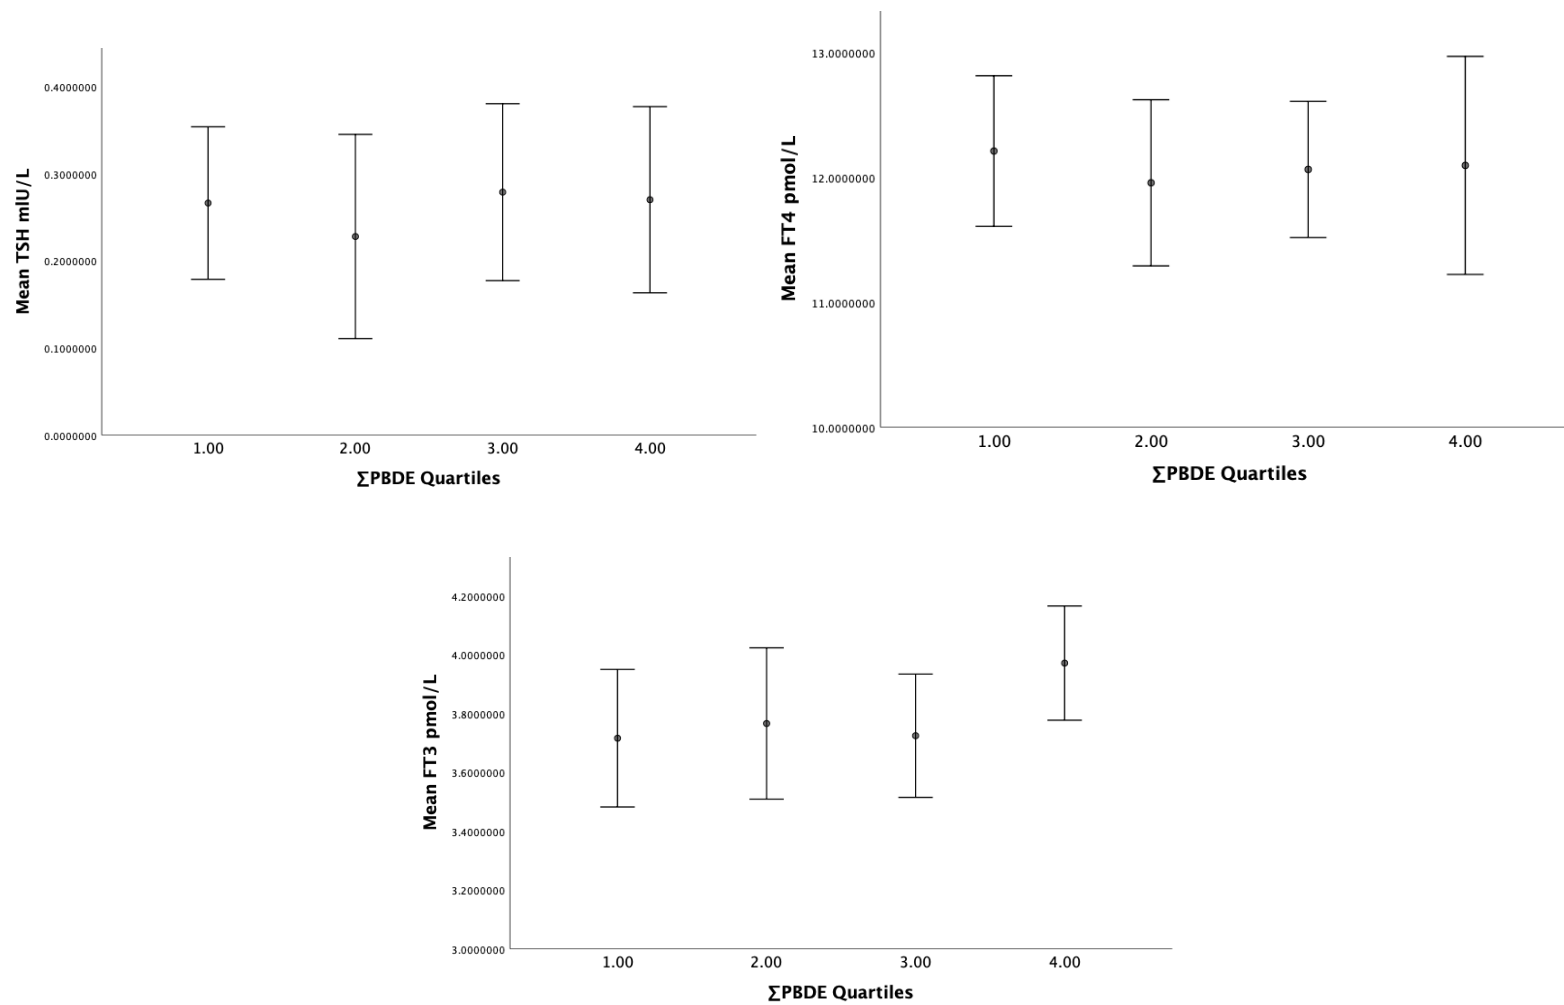 Mean TSH mIU/L
0.4000000
0.3000000
0.2000000
0.1000000
0.0000000
1.00 2.00 3.00 4.00
∑PBDE Quartiles
Mean FT4 pmol/L
13.0000000
12.0000000
11.0000000
10.0000000
1.00 2.00 3.00 4.00
∑PBDE Quartiles
Mean FT3 pmol/L
4.2000000
4.0000000
3.8000000
3.6000000
3.4000000
3.2000000
3.0000000
1.00 2.00 3.00 4.00
∑PBDE Quartiles